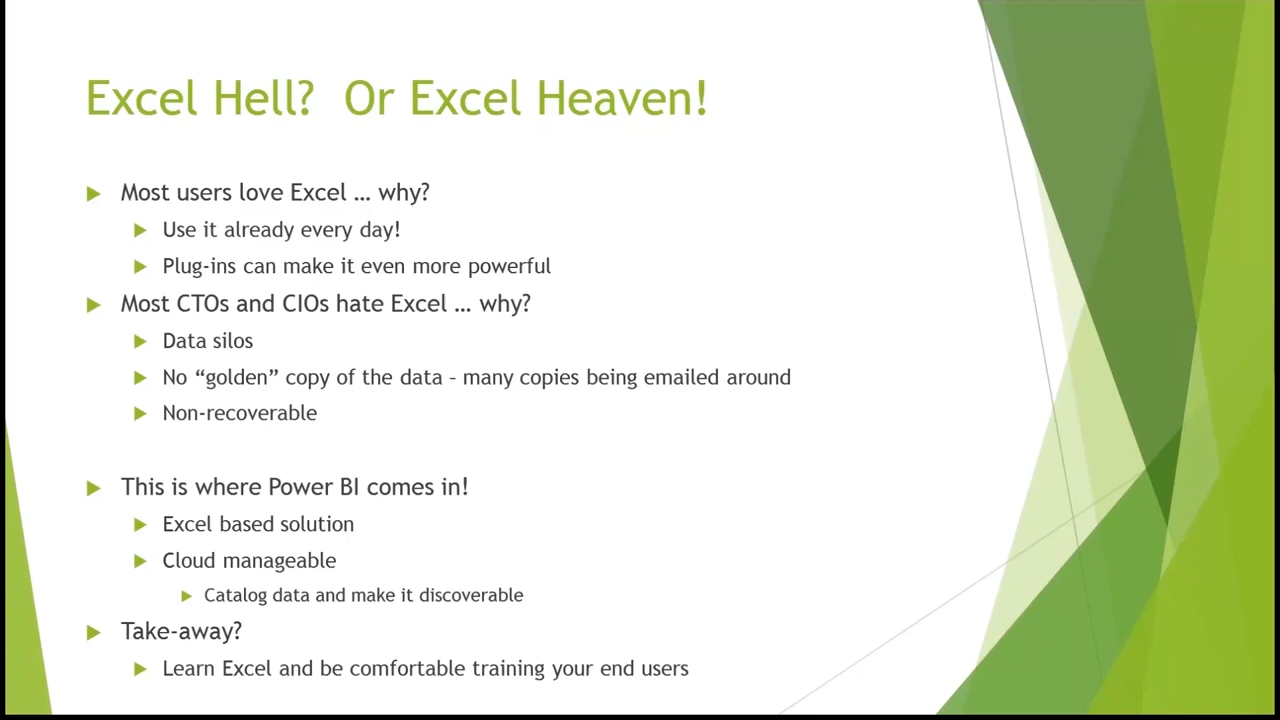 Excel Hell?  Or Excel Heaven!
Most users love Excel … why?
Use it already every day!
Plug-ins can make it even more powerful
Most CTOs and CIOs hate Excel … why?
Data silos
No “golden” copy of the data – many copies being emailed around
Non-recoverable
This is where Power BI comes in!
Excel based solution
Cloud manageable
Catalog data and make it discoverable
Take-away?
Learn Excel and be comfortable training your end users